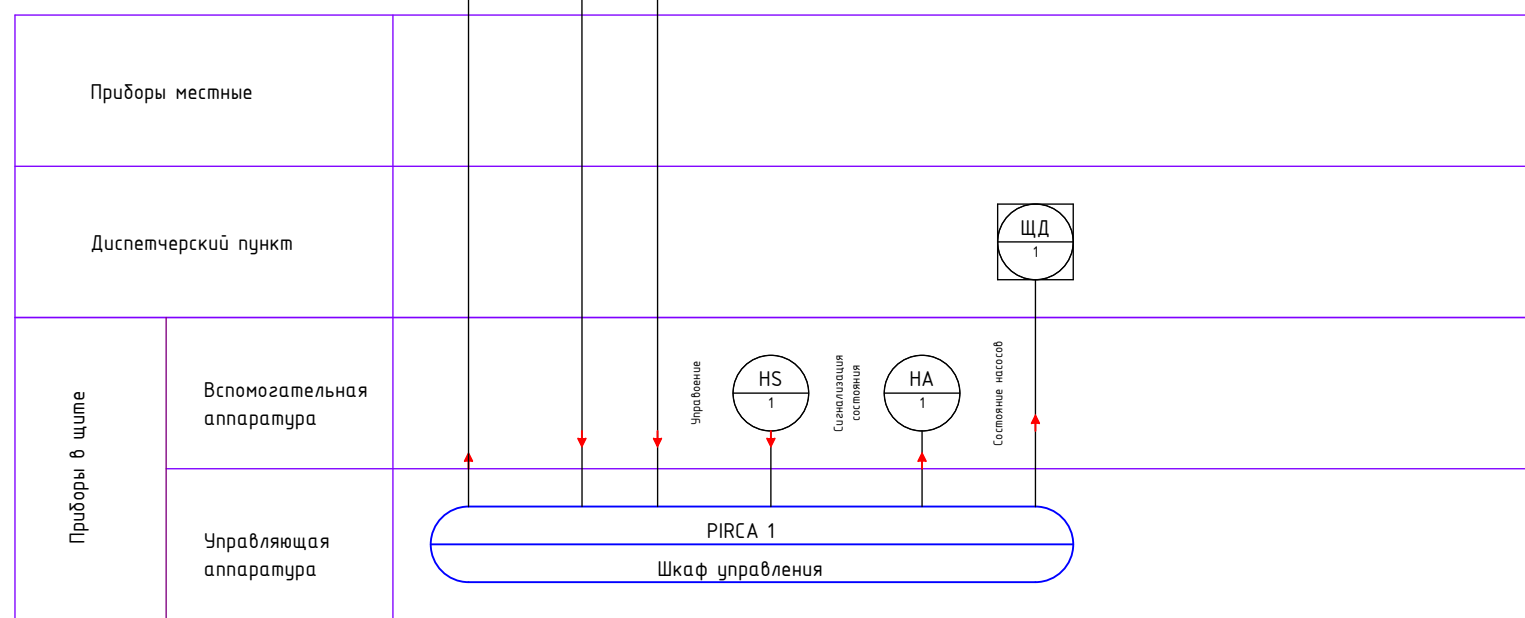 Приборы местные
Диспетчерский пункт
ЩД
1
Приборы в щите
Вспомогательная
аппаратура
Управоение
HS
1
Сигнализация
состояния
HA
1
Состояние насосов
Управляющая
аппаратура
PIRCA 1
Шкаф управления